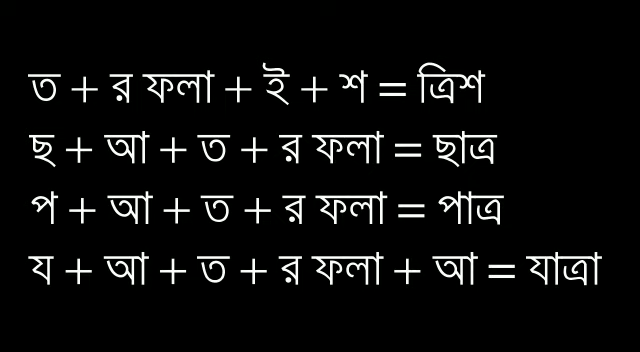 ত + র ফলা + ই + শ = ত্রিশ
ছ + আ + ত + র ফলা = ছাত্র
প + আ + ত + র ফলা = পাত্র
য + আ + ত + র ফলা + আ = যাত্রা